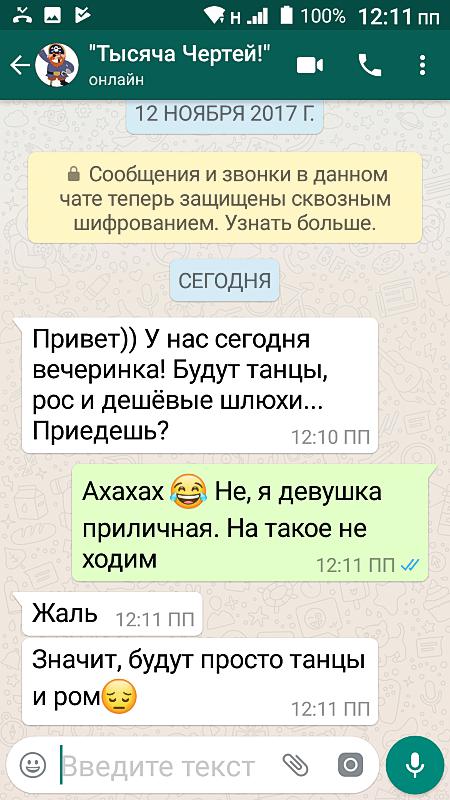 н 100% 12:11 пп
"Тысяча Чертей!"
онлайн
12 НОЯБРЯ 2017 Г.
Сообщения и звонки в данном
чате теперь защищены сквозным
шифрованием. Узнать больше.
СЕГОДНЯ
Привет)) У нас сегодня
вечеринка! Будут танцы,
рос и дешёвые шлюхи...
Приедешь?
12:10 ПП
Ахахах 😂 Не, я девушка
приличная. На такое не
ходим
12:11 ПП
Жаль 12:11 ПП
Значит, будут просто танцы
и ром😔
12:11 ПП
Введите текст